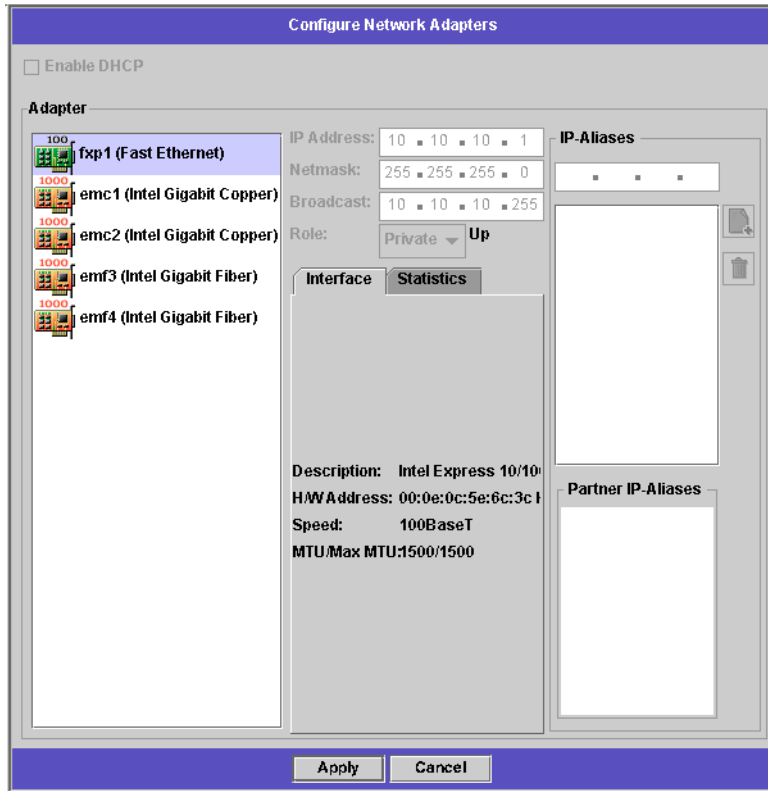 Configure Network Adapters
Enable DHCP
Adapter
100
fxp1 (Fast Ethernet)
1000
emc1 (Intel Gigabit Copper)
1000
emc2 (Intel Gigabit Copper)
1000
emf3 (Intel Gigabit Fiber)
1000
emf4 (Intel Gigabit Fiber)
IP Address: 10 . 10 . 10 . 1
Netmask: 255 . 255 . 255 . 0
Broadcast: 10 . 10 . 10 . 255
Role: Private Up
Interface Statistics
Description: Intel Express 10/10
H/W Address: 00:0e:0c:5e:6c:3c
Speed: 100BaseT
MTU/Max MTU: 1500/1500
IP-Aliases
. . .
Partner IP-Aliases
Apply Cancel